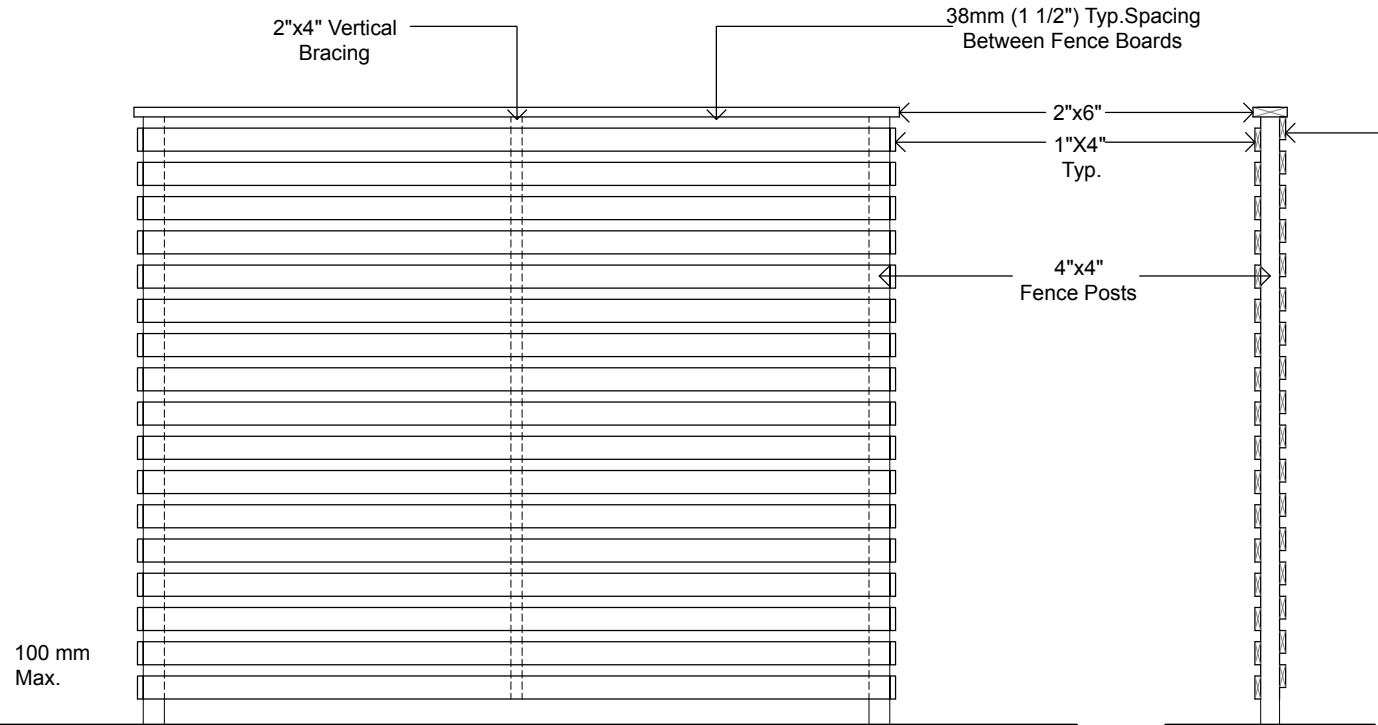 2"x4" Vertical
Bracing
38mm (1 1/2") Typ.Spacing
Between Fence Boards
2"x6"
1"X4"
Typ.
4"x4"
Fence Posts
100 mm
Max.